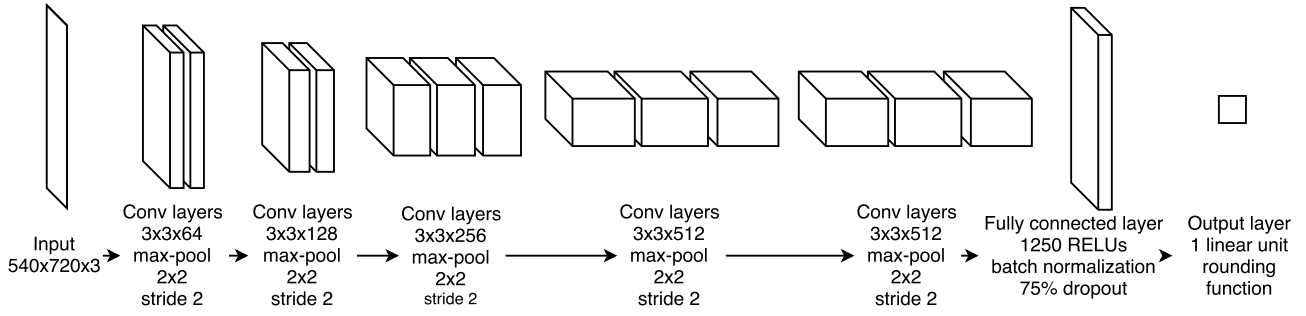 Input
540x720x3
Conv layers
3x3x64
max-pool
2x2
stride 2
Conv layers
3x3x128
max-pool
2x2
stride 2
Conv layers
3x3x256
max-pool
2x2
stride 2
Conv layers
3x3x512
max-pool
2x2
stride 2
Conv layers
3x3x512
max-pool
2x2
stride 2
Fully connected layer
1250 RELUs
batch normalization
75% dropout
Output layer
1 linear unit
rounding
function